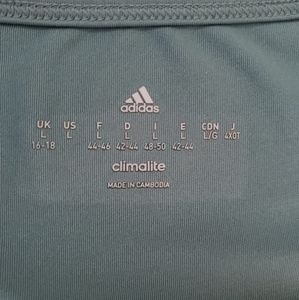 adidas
UK US F D I E CON J
L L L L L L L/G 4XOT
16-18 44-46 42-44 48-50 42-44
climalite
MADE IN CAMBODIA